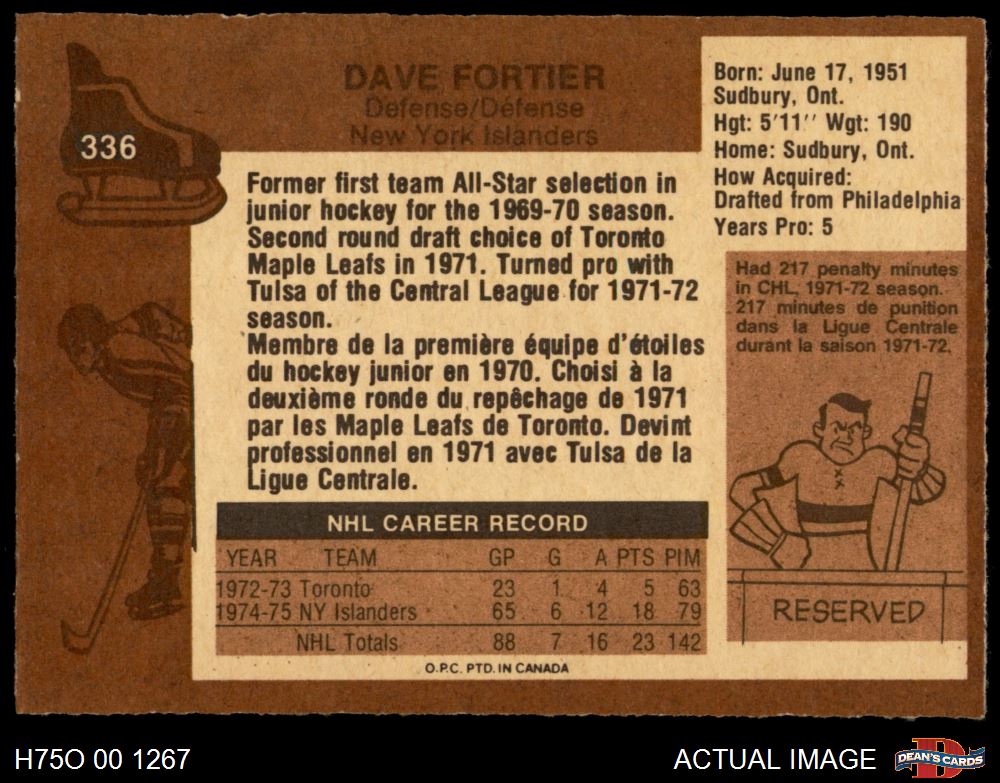 336
DAVE FORTIER
Defense/Défense
New York Islanders
Born: June 17, 1951
Sudbury, Ont.
Hgt: 5'11'' Wgt: 190
Home: Sudbury, Ont.
How Acquired:
Drafted from Philadelphia
Years Pro: 5
Former first team All-Star selection in
junior hockey for the 1969-70 season.
Second round draft choice of Toronto
Maple Leafs in 1971. Turned pro with
Tulsa of the Central League for 1971-72
season.
Membre de la première équipe d'étoiles
du hockey junior en 1970. Choisi à la
deuxième ronde du repêchage de 1971
par les Maple Leafs de Toronto. Devint
professionnel en 1971 avec Tulsa de la
Ligue Centrale.
Had 217 penalty minutes
in CHL, 1971-72 season.
217 minutes de punition
dans la Ligue Centrale
durant la saison 1971-72.
RESERVED
NHL CAREER RECORD
YEAR TEAM GP G A PTS PIM
1972-73 Toronto 23 1 4 5 63
1974-75 NY Islanders 65 6 12 18 79
NHL Totals 88 7 16 23 142
O.P.C. PTD. IN CANADA
H75O 00 1267
ACTUAL IMAGE
D
DEAN'S CARDS